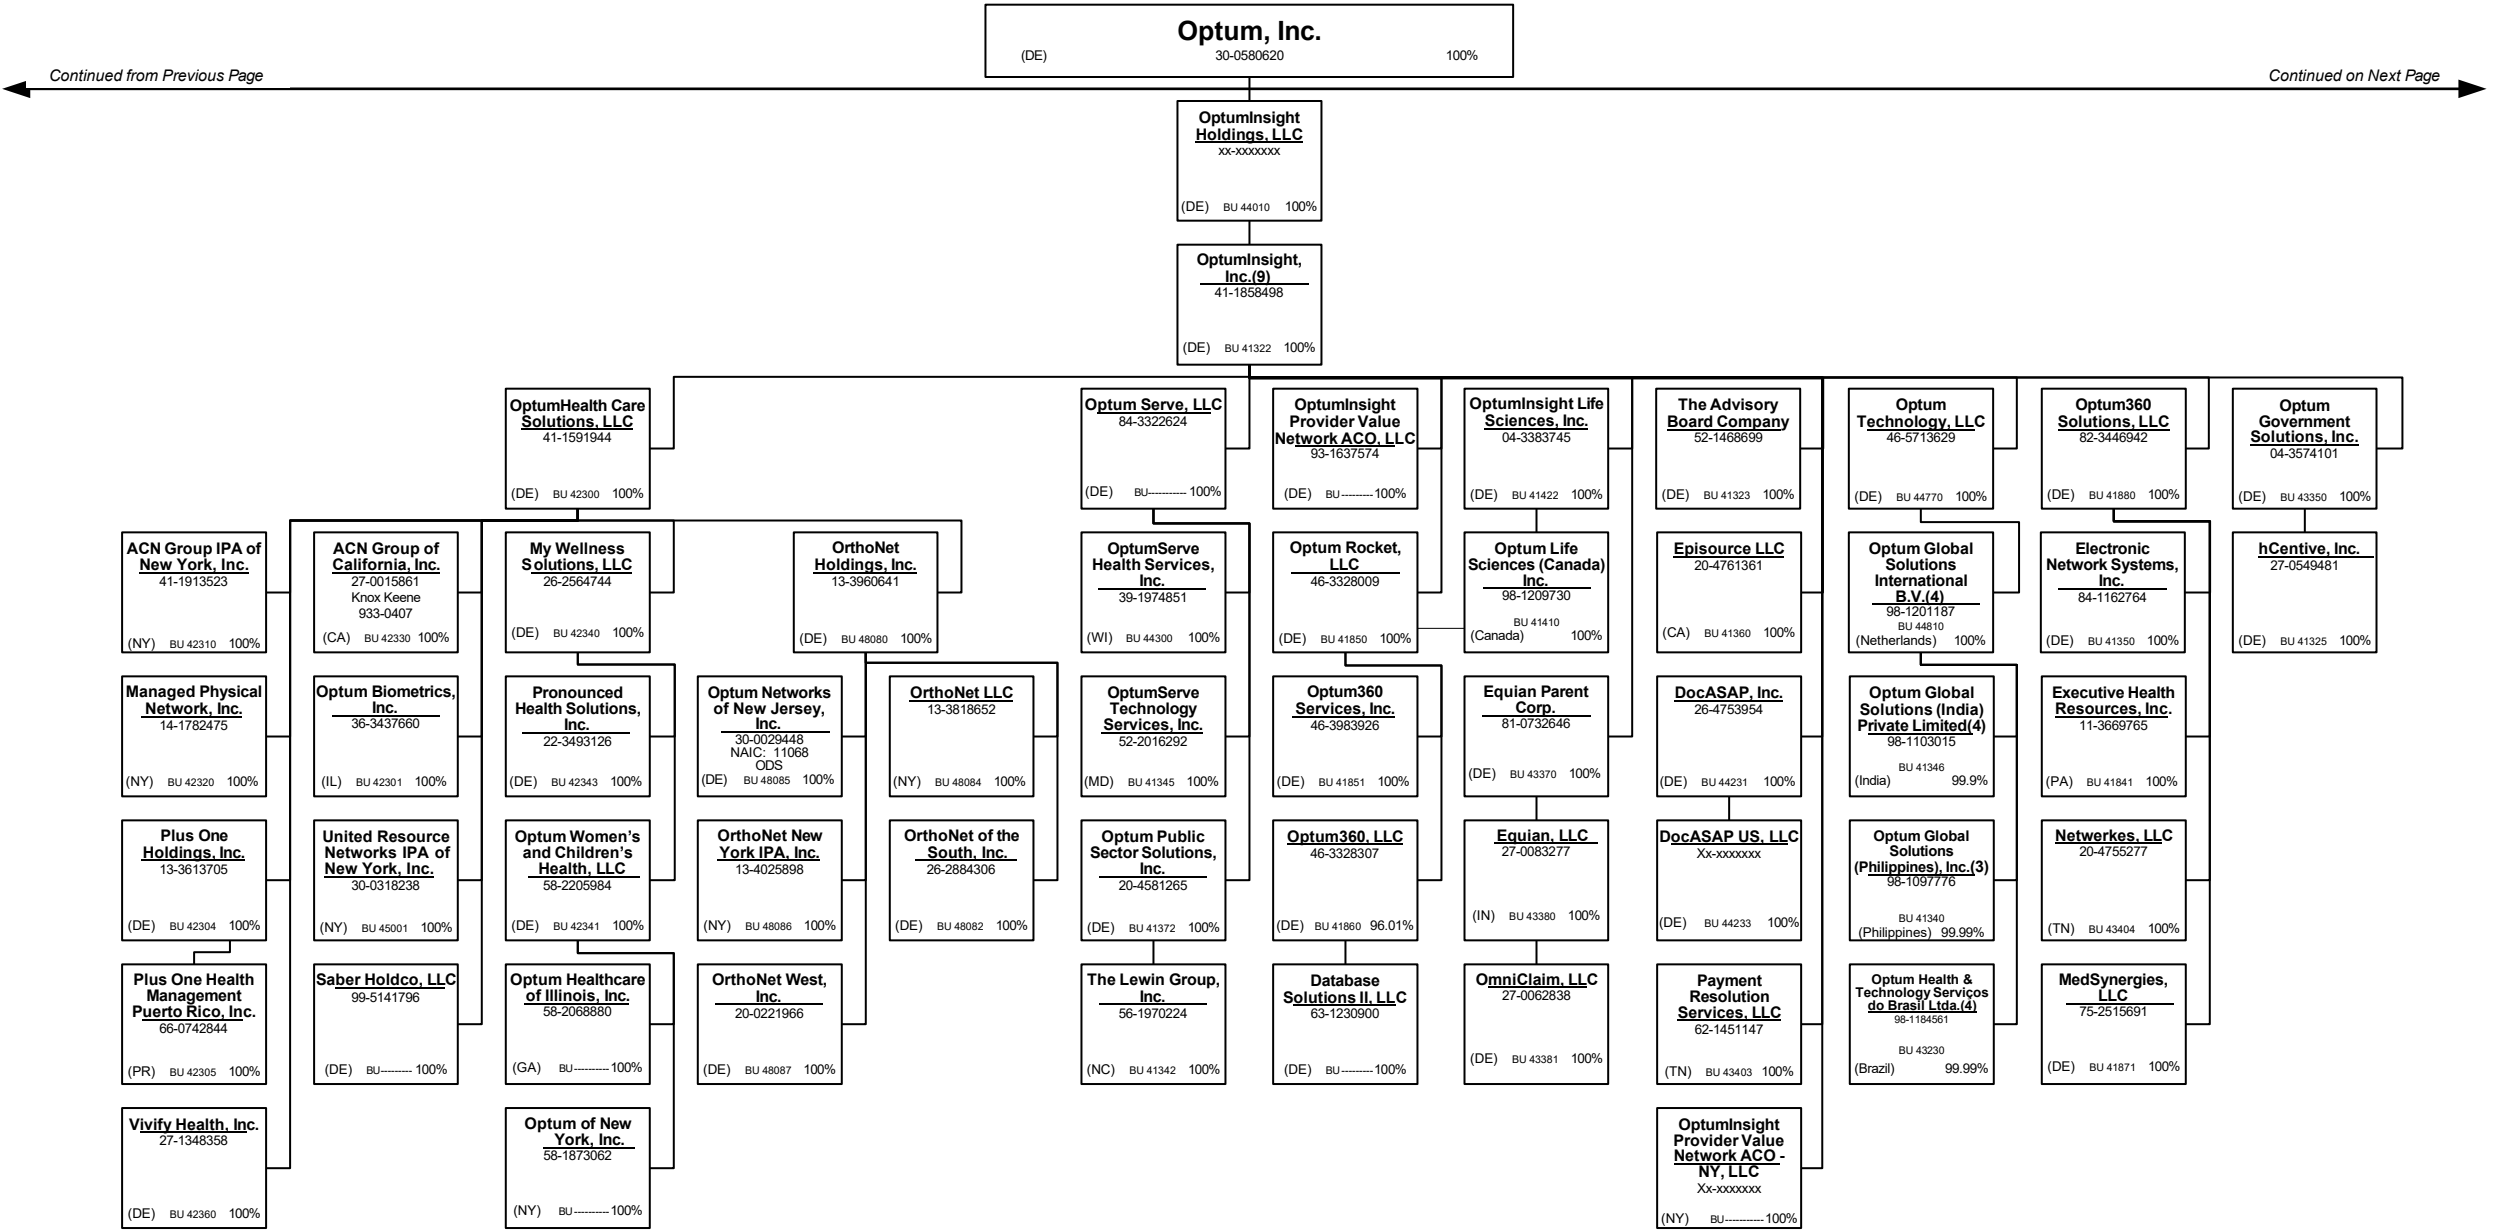 Optum, Inc.
(DE) 30-0580620 100%
Continued from Previous Page
Continued on Next Page
OptumInsight
Holdings, LLC
xx-xxxxxxx
(DE) BU 44010 100%
OptumInsight,
Inc.(9)
41-1858498
(DE) BU 41322 100%
OptumHealth Care
Solutions, LLC
41-1591944
(DE) BU 42300 100%
Optum Serve, LLC
84-3322624
(DE) BU----------- 100%
OptumInsight
Provider Value
Network ACO, LLC
93-1637574
(DE) BU---------100%
OptumInsight Life
Sciences, Inc.
04-3383745
(DE) BU 41422 100%
The Advisory
Board Company
52-1468699
(DE) BU 41323 100%
Optum
Technology, LLC
46-5713629
(DE) BU 44770 100%
Optum360
Solutions, LLC
82-3446942
(DE) BU 41880 100%
Optum
Government
Solutions, Inc.
04-3574101
(DE) BU 43350 100%
ACN Group IPA of
New York, Inc.
41-1913523
(NY) BU 42310 100%
ACN Group of
California, Inc.
27-0015861
Knox Keene
933-0407
(CA) BU 42330 100%
My Wellness
Solutions, LLC
26-2564744
(DE) BU 42340 100%
OrthoNet
Holdings, Inc.
13-3960641
(DE) BU 48080 100%
OptumServe
Health Services,
Inc.
39-1974851
(WI) BU 44300 100%
Optum Rocket,
LLC
46-3328009
(DE) BU 41850 100%
Optum Life
Sciences (Canada)
Inc.
98-1209730
BU 41410
(Canada) 100%
Episource LLC
20-4761361
(CA) BU 41360 100%
Optum Global
Solutions
International
B.V.(4)
98-1201187
BU 44810
(Netherlands) 100%
Electronic
Network Systems,
Inc.
84-1162764
(DE) BU 41350 100%
hCentive, Inc.
27-0549481
(DE) BU 41325 100%
Managed Physical
Network, Inc.
14-1782475
(NY) BU 42320 100%
Optum Biometrics,
Inc.
36-3437660
(IL) BU 42301 100%
Pronounced
Health Solutions,
Inc.
22-3493126
(DE) BU 42343 100%
Optum Networks
of New Jersey,
Inc.
30-0029448
NAIC: 11068
ODS
(DE) BU 48085 100%
OrthoNet LLC
13-3818652
(NY) BU 48084 100%
OptumServe
Technology
Services, Inc.
52-2016292
(MD) BU 41345 100%
Optum360
Services, Inc.
46-3983926
(DE) BU 41851 100%
Equian Parent
Corp.
81-0732646
(DE) BU 43370 100%
DocASAP, Inc.
26-4753954
(DE) BU 44231 100%
Optum Global
Solutions (India)
Private Limited(4)
98-1103015
BU 41346
(India) 99.9%
Executive Health
Resources, Inc.
11-3669765
(PA) BU 41841 100%
Plus One
Holdings, Inc.
13-3613705
(DE) BU 42304 100%
United Resource
Networks IPA of
New York, Inc.
30-0318238
(NY) BU 45001 100%
Optum Women's
and Children's
Health, LLC
58-2205984
(DE) BU 42341 100%
OrthoNet New
York IPA, Inc.
13-4025898
(NY) BU 48086 100%
OrthoNet of the
South, Inc.
26-2884306
(DE) BU 48082 100%
Optum Public
Sector Solutions,
Inc.
20-4581265
(DE) BU 41372 100%
Optum360, LLC
46-3328307
(DE) BU 41860 96.01%
Equian, LLC
27-0083277
(IN) BU 43380 100%
DocASAP US, LLC
Xx-xxxxxxx
(DE) BU 44233 100%
Optum Global
Solutions
(Philippines), Inc.(3)
98-1097776
BU 41340
(Philippines) 99.99%
Netwerkes, LLC
20-4755277
(TN) BU 43404 100%
Plus One Health
Management
Puerto Rico, Inc.
66-0742844
(PR) BU 42305 100%
Saber Holdco, LLC
99-5141796
(DE) BU--------- 100%
Optum Healthcare
of Illinois, Inc.
58-2068880
(GA) BU----------100%
OrthoNet West,
Inc.
20-0221966
(DE) BU 48087 100%
The Lewin Group,
Inc.
56-1970224
(NC) BU 41342 100%
Database
Solutions II, LLC
63-1230900
(DE) BU---------100%
OmniClaim, LLC
27-0062838
(DE) BU 43381 100%
Payment
Resolution
Services, LLC
62-1451147
(TN) BU 43403 100%
Optum Health &
Technology Serviços
do Brasil Ltda.(4)
98-1184561
BU 43230
(Brazil) 99.99%
MedSynergies,
LLC
75-2515691
(DE) BU 41871 100%
Vivify Health, Inc.
27-1348358
(DE) BU 42360 100%
Optum of New
York, Inc.
58-1873062
(NY) BU----------100%
OptumInsight
Provider Value
Network ACO -
NY, LLC
Xx-xxxxxxx
(NY) BU-----------100%